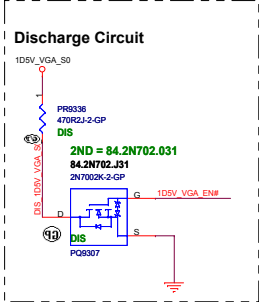 Discharge Circuit
1D5V_VGA_S0
1
PR9336
470R2J-2-GP
DIS
DIS_1D5V_VGA_S0
2ND = 84.2N702.031
84.2N702.J31
2N7002K-2-GP
G
1D5V_VGA_EN#
D
S
DIS
PQ9307